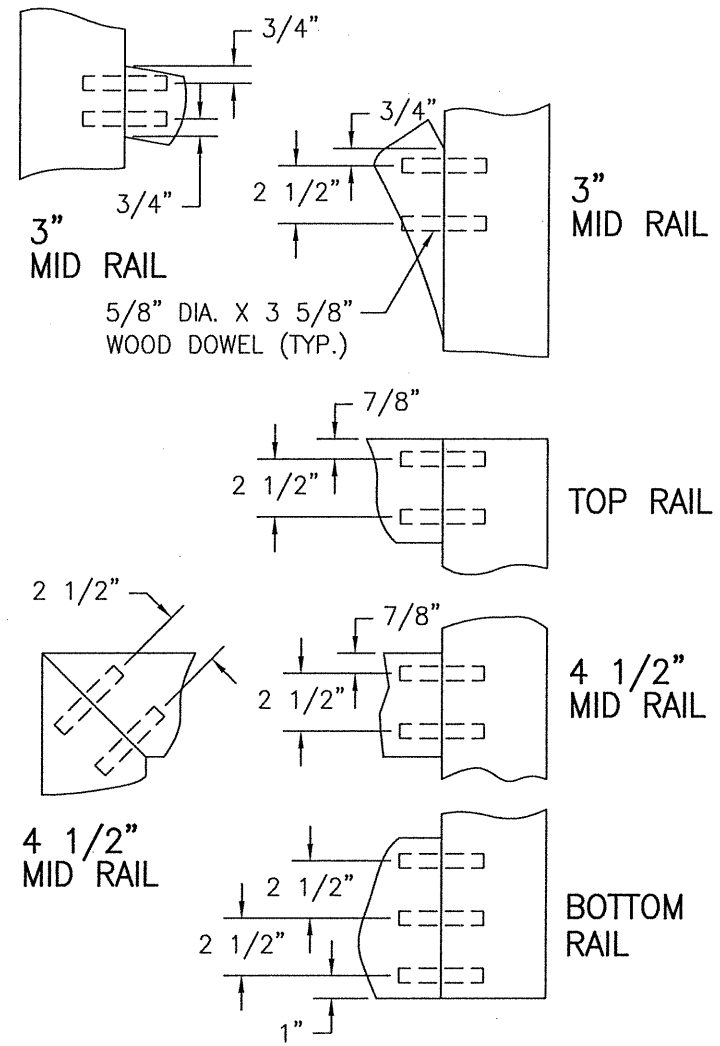 3/4"
3/4"
3"
MID RAIL
3/4"
2 1/2"
3"
MID RAIL
5/8" DIA. X 3 5/8"
WOOD DOWEL (TYP.)
7/8"
2 1/2"
TOP RAIL
2 1/2"
4 1/2"
MID RAIL
7/8"
2 1/2"
4 1/2"
MID RAIL
2 1/2"
2 1/2"
1"
BOTTOM
RAIL